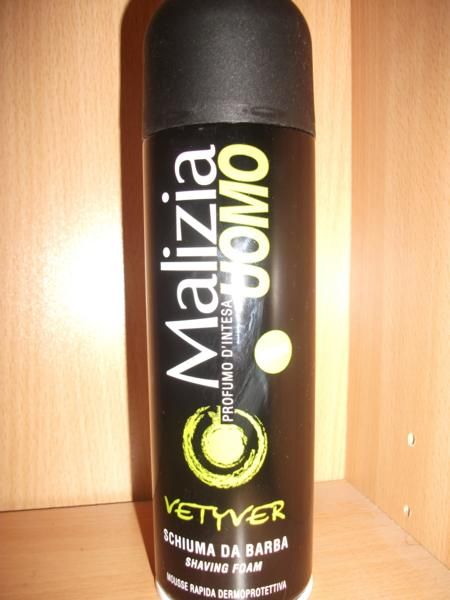 Malizia
UOMO
PROFUMO D'INTESA
VETYVER
SCHIUMA DA BARBA
SHAVING FOAM
MOUSSE RAPIDA DERMOPROTETTIVA